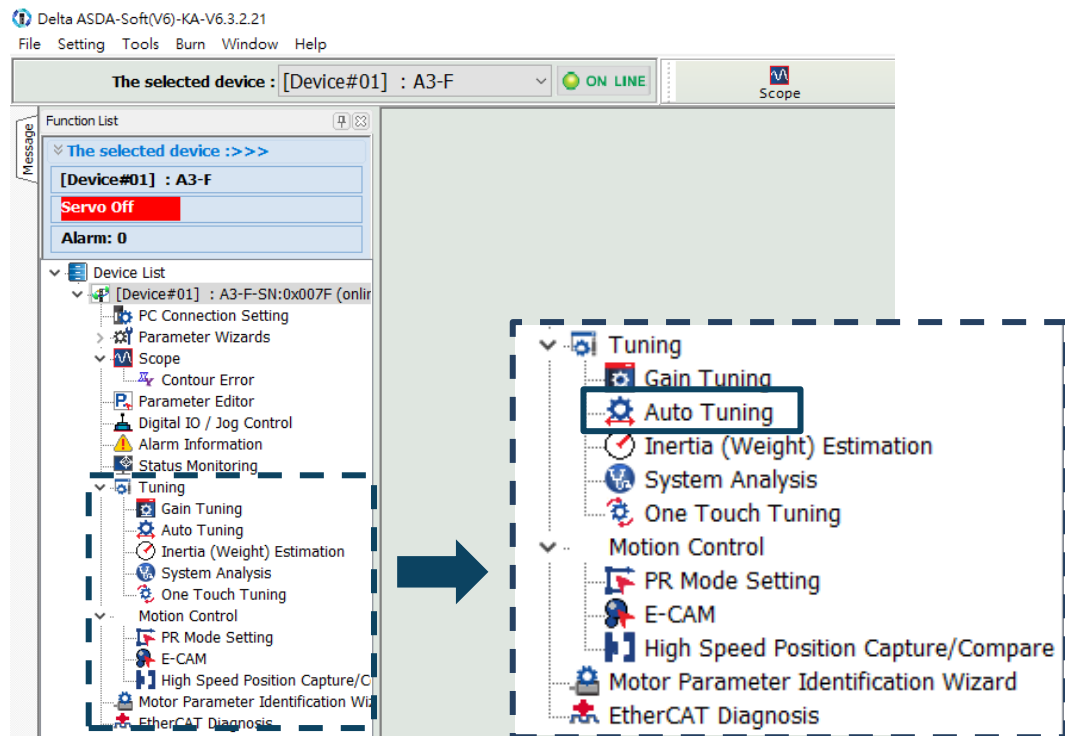 Delta ASDA-Soft(V6)-KA-V6.3.2.21
File Setting Tools Burn Window Help
The selected device : [Device#01] : A3-F ON LINE
Scope
Message
Function List
The selected device :>>>
[Device#01] : A3-F
Servo Off
Alarm: 0
Device List
[Device#01] : A3-F-SN:0x007F (onlir
PC Connection Setting
Parameter Wizards
Scope
Contour Error
Parameter Editor
Digital IO / Jog Control
Alarm Information
Status Monitoring
Tuning
Gain Tuning
Auto Tuning
Inertia (Weight) Estimation
System Analysis
One Touch Tuning
Motion Control
PR Mode Setting
E-CAM
High Speed Position Capture/C
Motor Parameter Identification Wiz
EtherCAT Diagnosis
Tuning
Gain Tuning
Auto Tuning
Inertia (Weight) Estimation
System Analysis
One Touch Tuning
Motion Control
PR Mode Setting
E-CAM
High Speed Position Capture/Compare
Motor Parameter Identification Wizard
EtherCAT Diagnosis